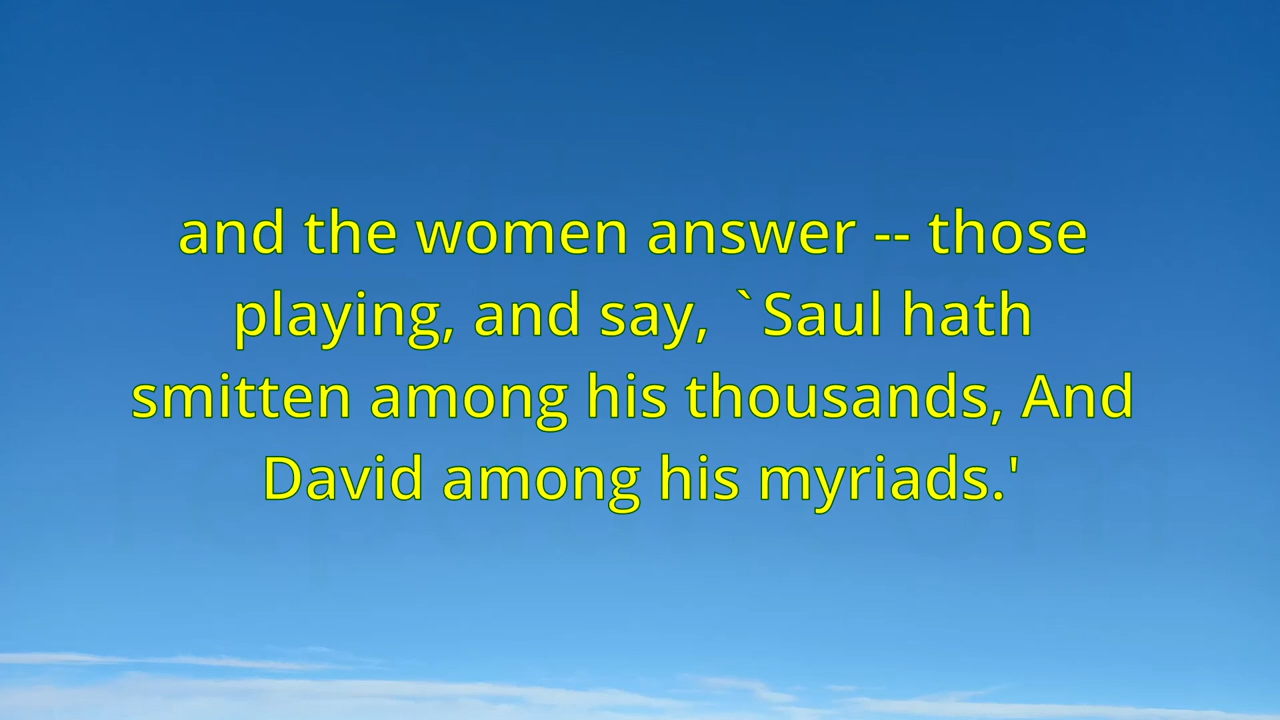 and the women answer -- those
playing, and say, `Saul hath
smitten among his thousands, And
David among his myriads.'